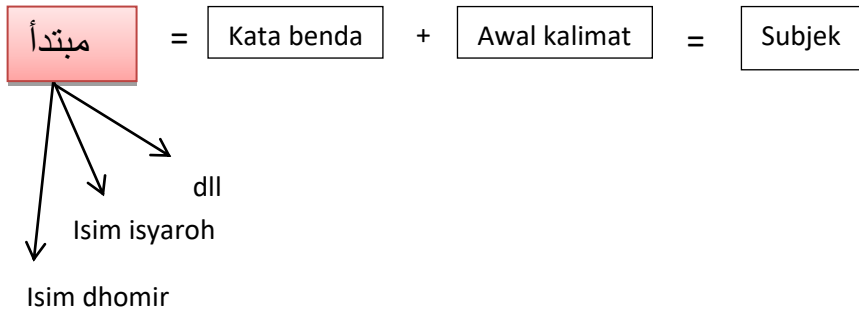 مبتدأ = Kata benda + Awal kalimat = Subjek
dll
Isim isyaroh
Isim dhomir